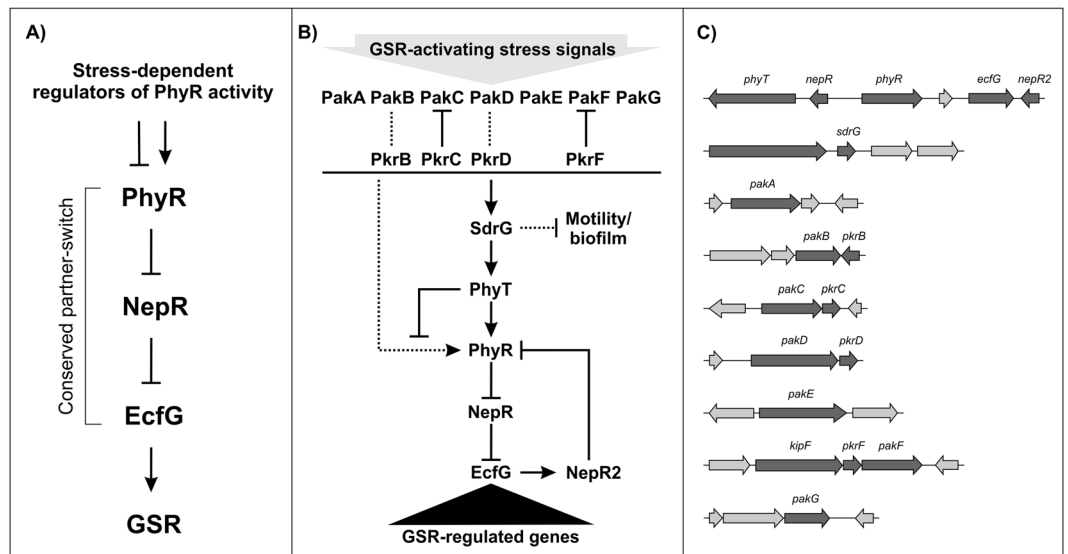 A)
Stress-dependent
regulators of PhyR activity
Conserved partner-switch
PhyR
NepR
EcfG
GSR
B)
GSR-activating stress signals
PakA PakB PakC PakD PakE PakF PakG
PkrB PkrC PkrD PkrF
SdrG
Motility/
biofilm
PhyT
PhyR
NepR
EcfG
NepR2
GSR-regulated genes
C)
phyT nepR phyR ecfG nepR2
sdrG
pakA
pakB pkrB
pakC pkrC
pakD pkrD
pakE
kipF pkrF pakF
pakG